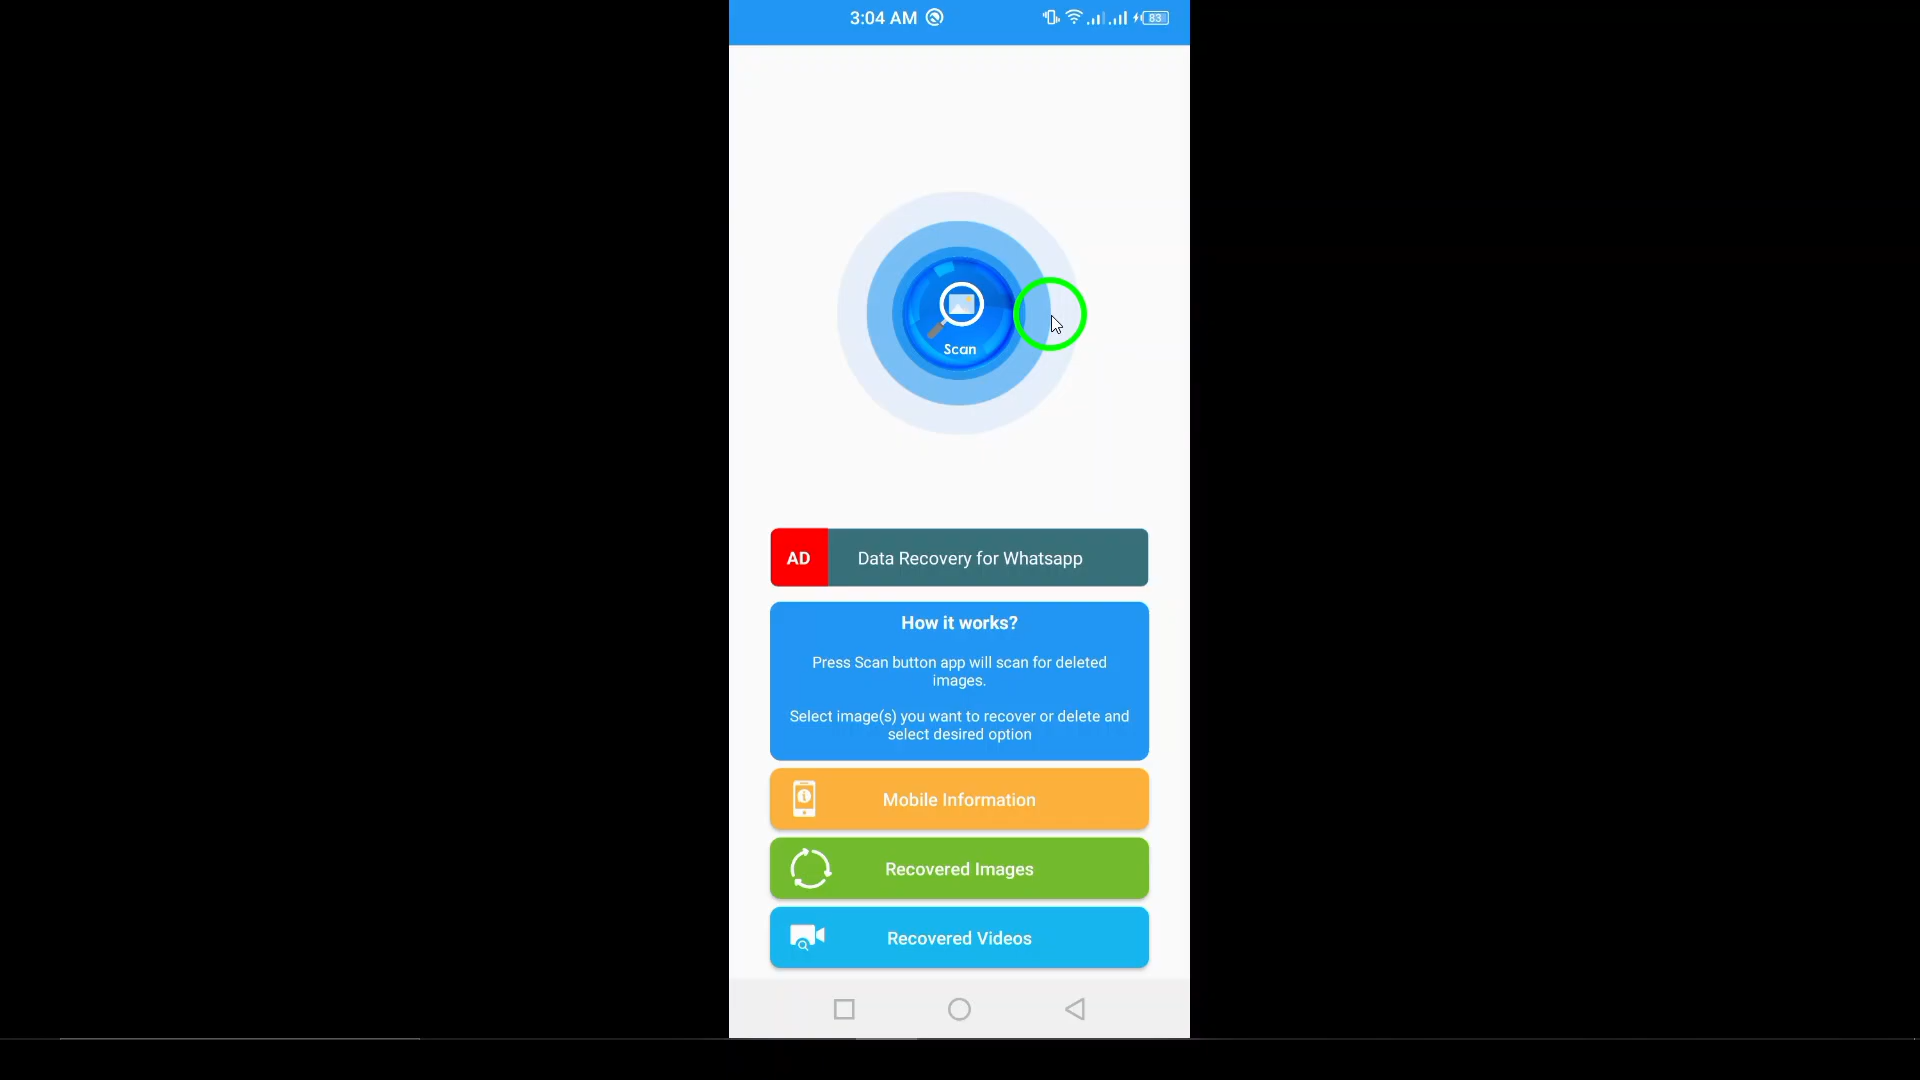 3:04 AM
83
Scan
AD Data Recovery for Whatsapp
How it works?
Press Scan button app will scan for deleted
images.
Select image(s) you want to recover or delete and
select desired option
Mobile Information
Recovered Images
Recovered Videos